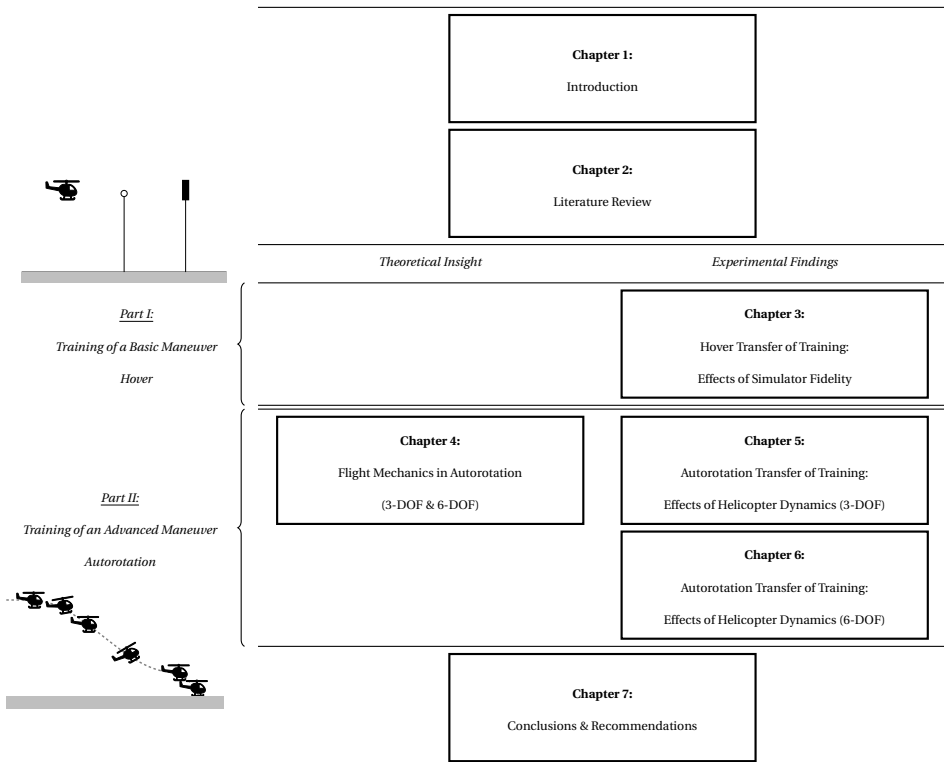 Chapter 1:
Introduction
Chapter 2:
Literature Review
Theoretical Insight
Experimental Findings
Part I:
Training of a Basic Maneuver
Hover
Chapter 3:
Hover Transfer of Training:
Effects of Simulator Fidelity
Part II:
Training of an Advanced Maneuver
Autorotation
Chapter 4:
Flight Mechanics in Autorotation
(3-DOF & 6-DOF)
Chapter 5:
Autorotation Transfer of Training:
Effects of Helicopter Dynamics (3-DOF)
Chapter 6:
Autorotation Transfer of Training:
Effects of Helicopter Dynamics (6-DOF)
Chapter 7:
Conclusions & Recommendations